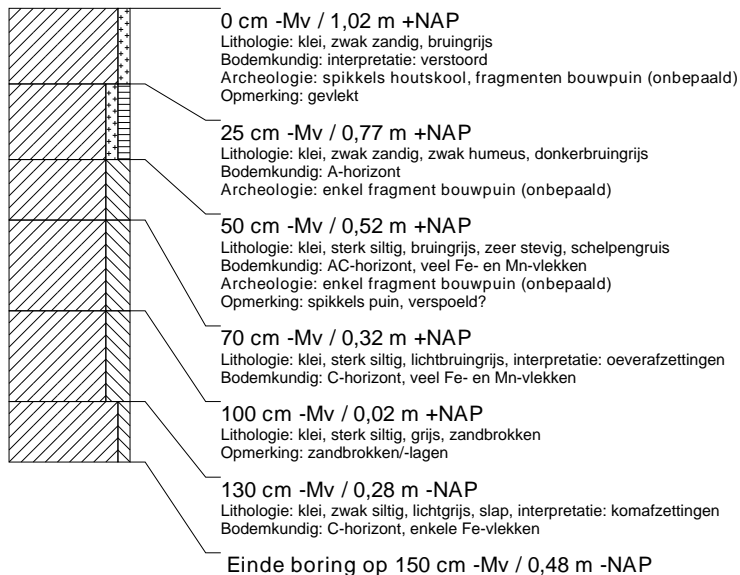 0 cm -Mv / 1,02 m +NAP
Lithologie: klei, zwak zandig, bruingrijs
Bodemkundig: interpretatie: verstoord
Archeologie: spikkels houtskool, fragmenten bouwpuin (onbepaald)
Opmerking: gevlekt
25 cm -Mv / 0,77 m +NAP
Lithologie: klei, zwak zandig, zwak humeus, donkerbruingrijs
Bodemkundig: A-horizont
Archeologie: enkel fragment bouwpuin (onbepaald)
50 cm -Mv / 0,52 m +NAP
Lithologie: klei, sterk siltig, bruingrijs, zeer stevig, schelpengruis
Bodemkundig: AC-horizont, veel Fe- en Mn-vlekken
Archeologie: enkel fragment bouwpuin (onbepaald)
Opmerking: spikkels puin, verspoeld?
70 cm -Mv / 0,32 m +NAP
Lithologie: klei, sterk siltig, lichtbruingrijs, interpretatie: oeverafzettingen
Bodemkundig: C-horizont, veel Fe- en Mn-vlekken
100 cm -Mv / 0,02 m +NAP
Lithologie: klei, sterk siltig, grijs, zandbrokken
Opmerking: zandbrokken/-lagen
130 cm -Mv / 0,28 m -NAP
Lithologie: klei, zwak siltig, lichtgrijs, slap, interpretatie: komafzettingen
Bodemkundig: C-horizont, enkele Fe-vlekken
Einde boring op 150 cm -Mv / 0,48 m -NAP